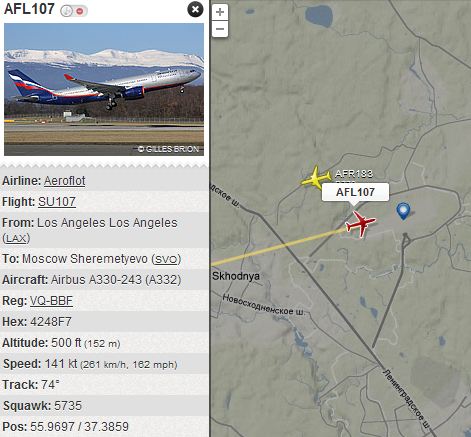 AFL107
© GILLES BRION
Airline: Aeroflot
Flight: SU107
From: Los Angeles Los Angeles
(LAX)
To: Moscow Sheremetyevo (SVO)
Aircraft: Airbus A330-243 (A332)
Reg: VQ-BBF
Hex: 4248F7
Altitude: 500 ft (152 m)
Speed: 141 kt (261 km/h, 162 mph)
Track: 74°
Squawk: 5735
Pos: 55.9697 / 37.3859
+
−
AFR183
AFL107
Skhodnya
Новосходненское ш.
Ленинградское ш.